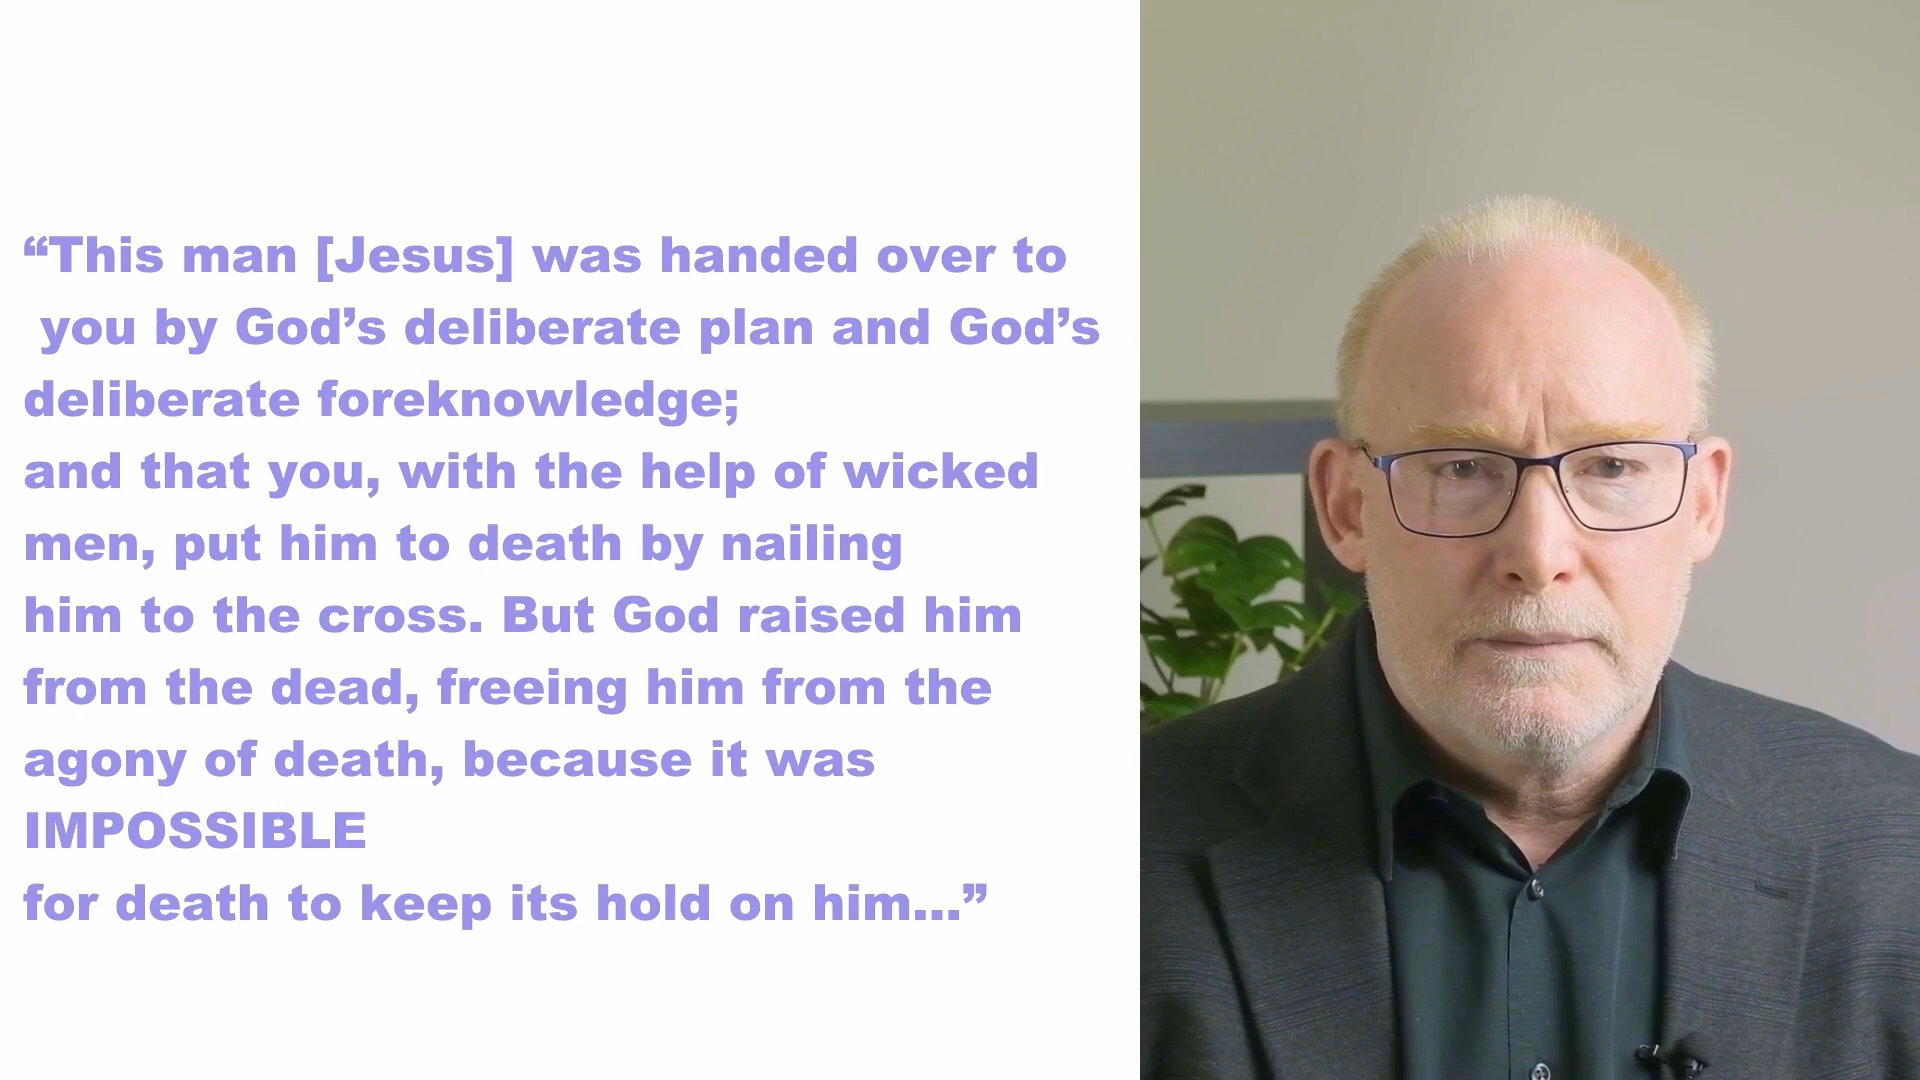 “This man [Jesus] was handed over to
you by God’s deliberate plan and God’s
deliberate foreknowledge;
and that you, with the help of wicked
men, put him to death by nailing
him to the cross. But God raised him
from the dead, freeing him from the
agony of death, because it was
IMPOSSIBLE
for death to keep its hold on him...”